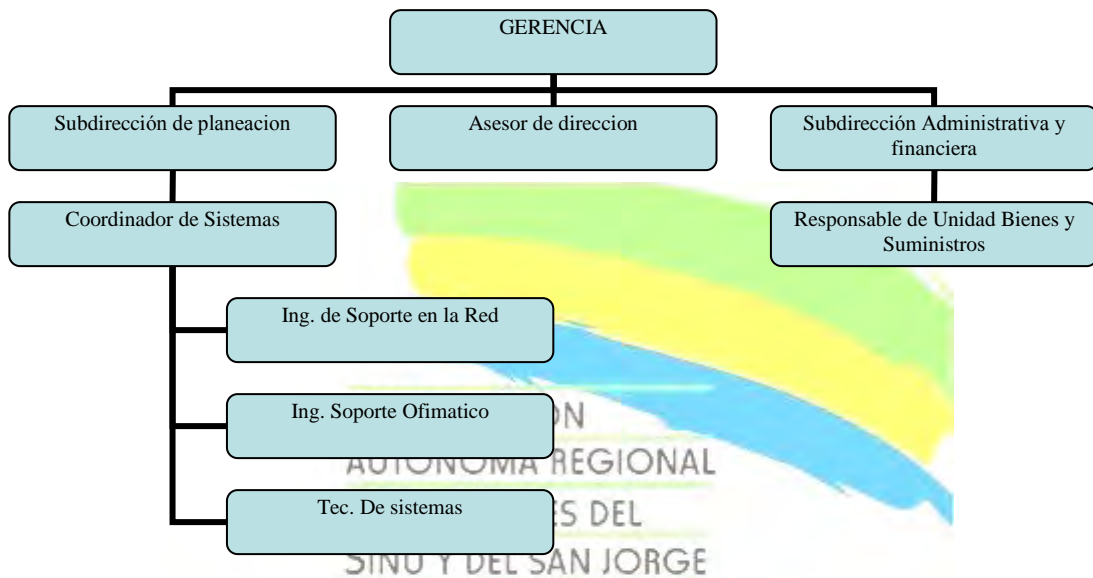 GERENCIA
Subdirección de planeacion
Asesor de direccion
Subdirección Administrativa y
financiera
Coordinador de Sistemas
Responsable de Unidad Bienes y
Suministros
Ing. de Soporte en la Red
Ing. Soporte Ofimatico
Tec. De sistemas
AUTONOMA REGIONAL
DEL
SINU Y DEL SAN JORGE